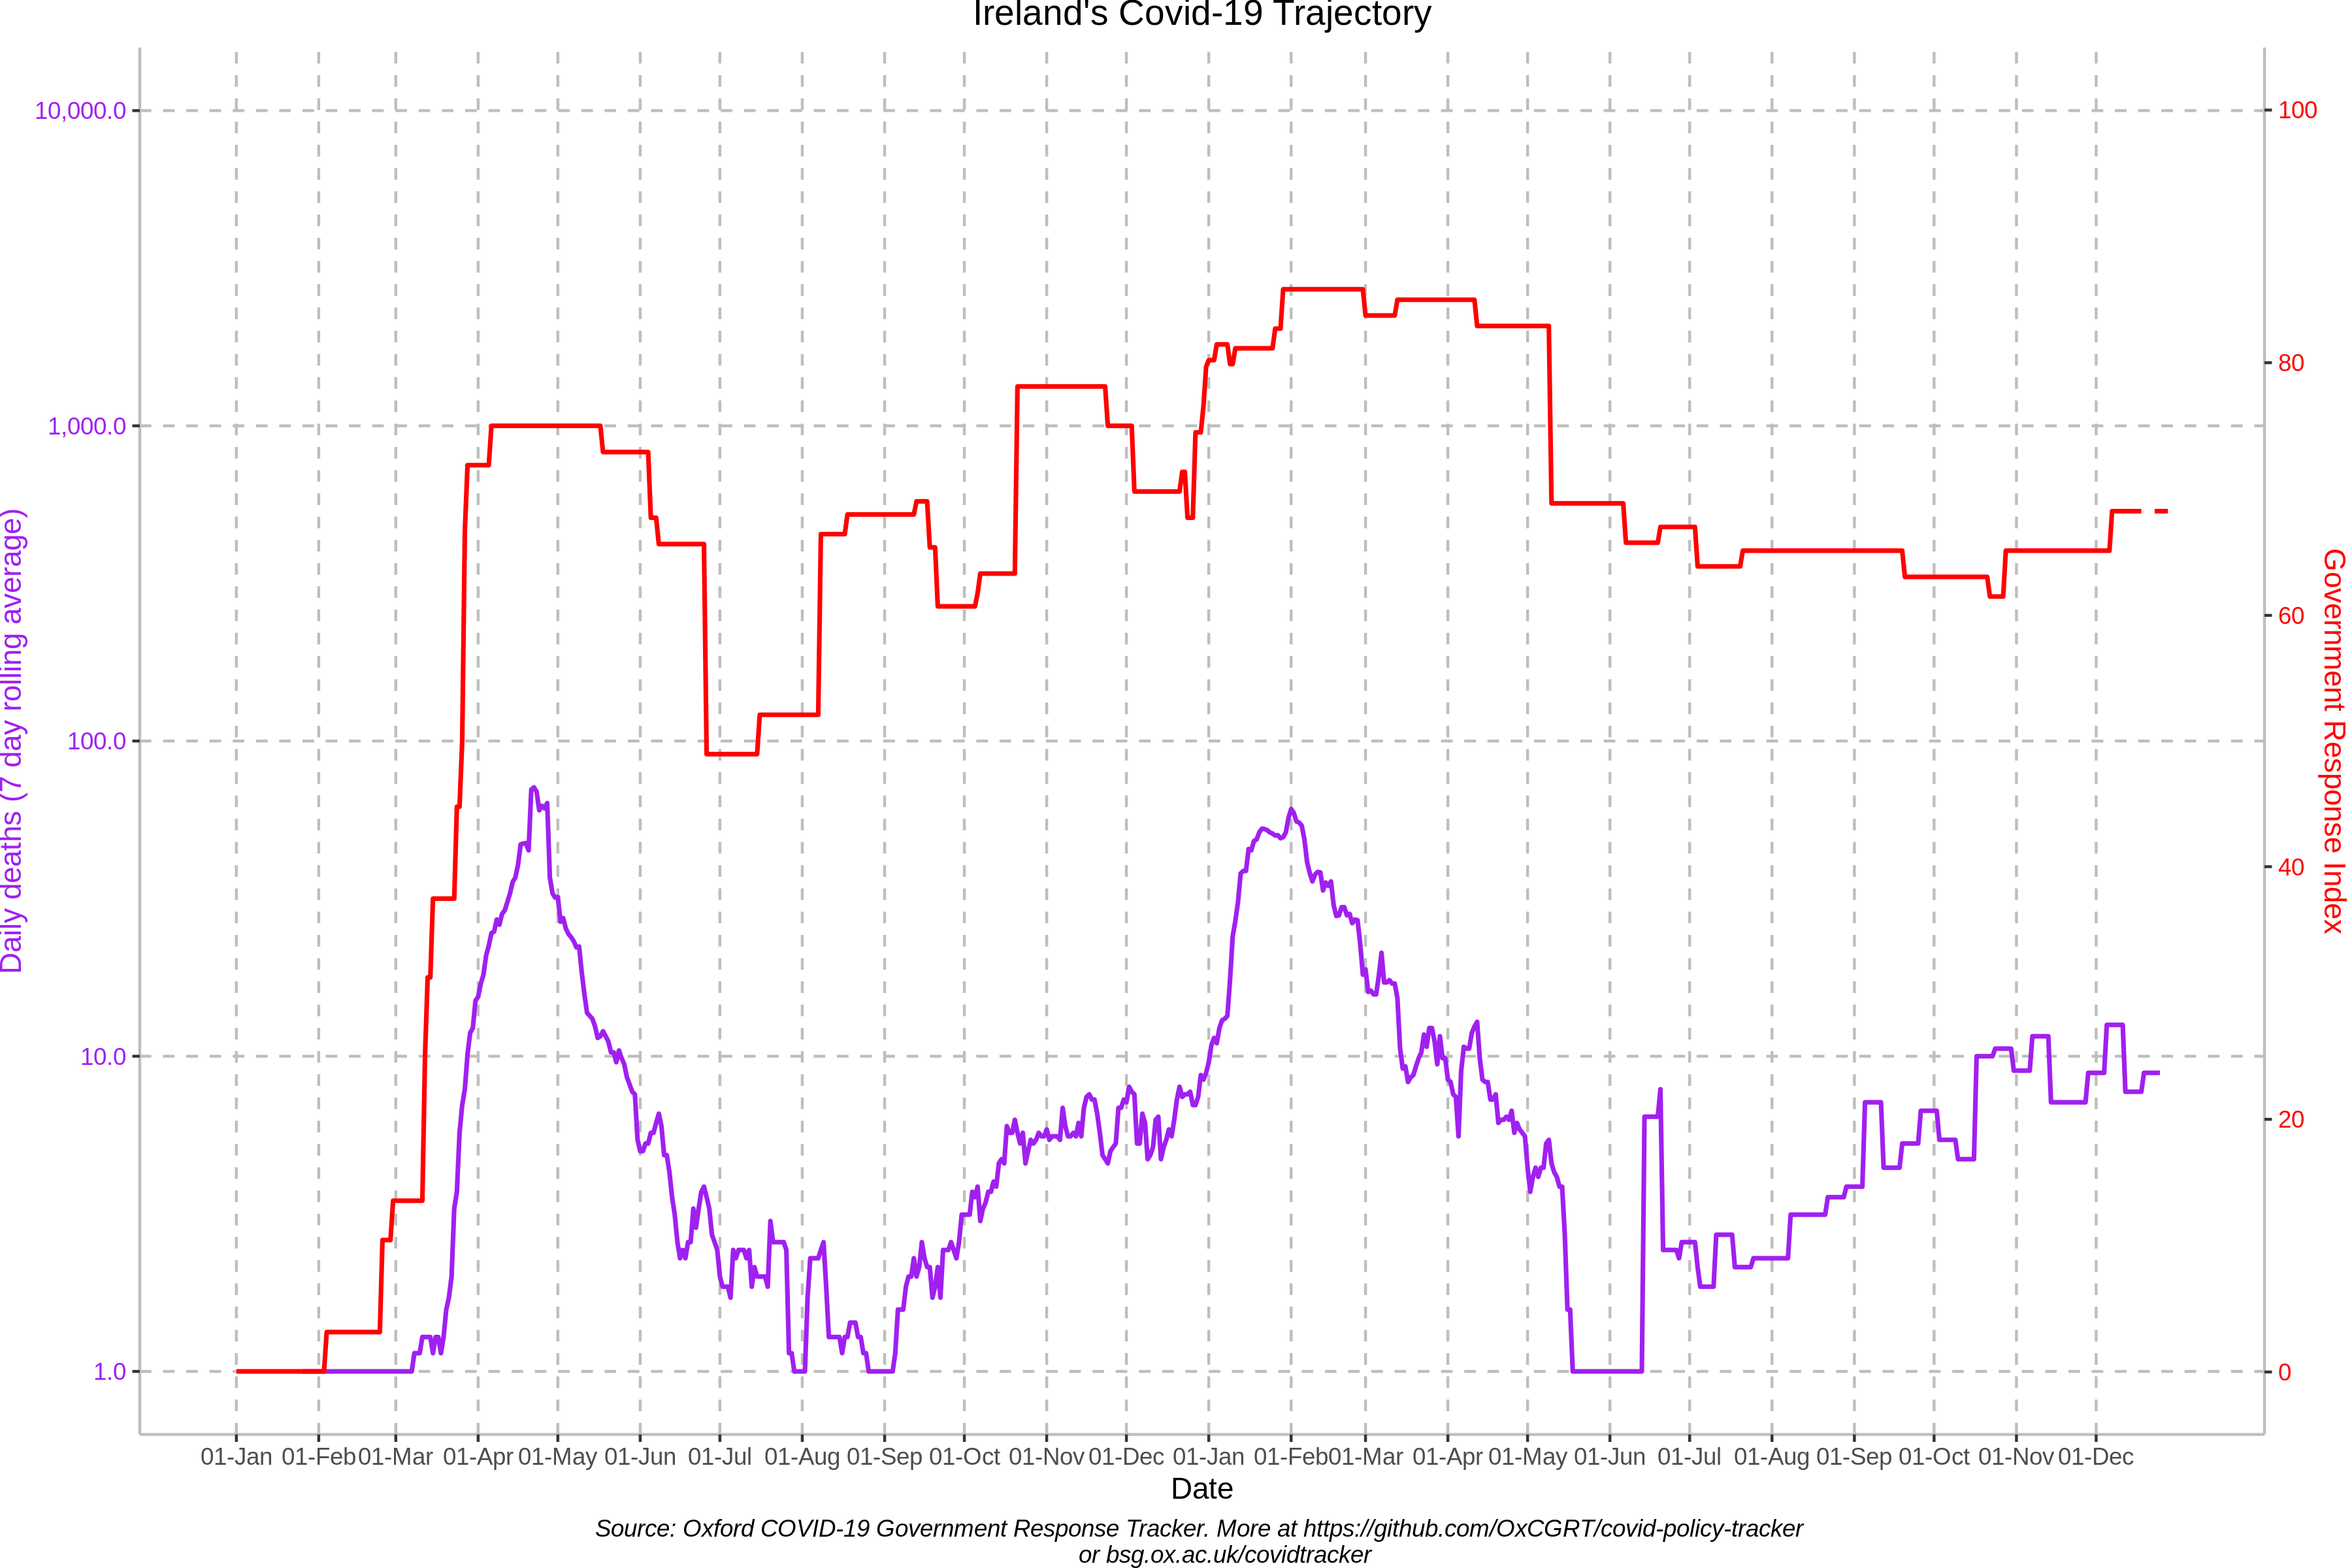 Ireland's Covid-19 Trajectory
10,000.0
1,000.0
100.0
10.0
1.0
Daily deaths (7 day rolling average)
100
80
60
40
20
0
Government Response Index
01-Jan 01-Feb 01-Mar 01-Apr 01-May 01-Jun 01-Jul 01-Aug 01-Sep 01-Oct 01-Nov 01-Dec 01-Jan 01-Feb 01-Mar 01-Apr 01-May 01-Jun 01-Jul 01-Aug 01-Sep 01-Oct 01-Nov 01-Dec
Date
Source: Oxford COVID-19 Government Response Tracker. More at https://github.com/OxCGRT/covid-policy-tracker
or bsg.ox.ac.uk/covidtracker